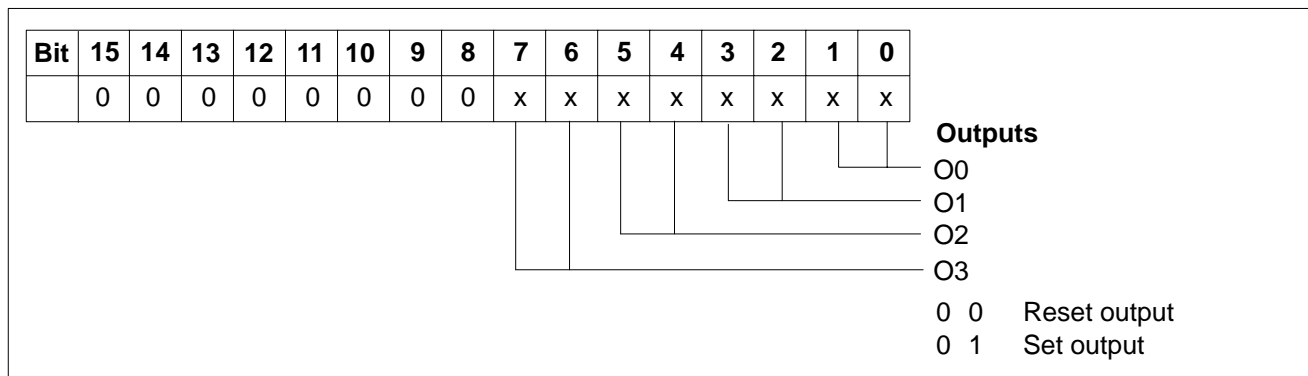 Bit 15 14 13 12 11 10 9 8 7 6 5 4 3 2 1 0
0 0 0 0 0 0 0 0 x x x x x x x x
Outputs
O0
O1
O2
O3
0 0 Reset output
0 1 Set output